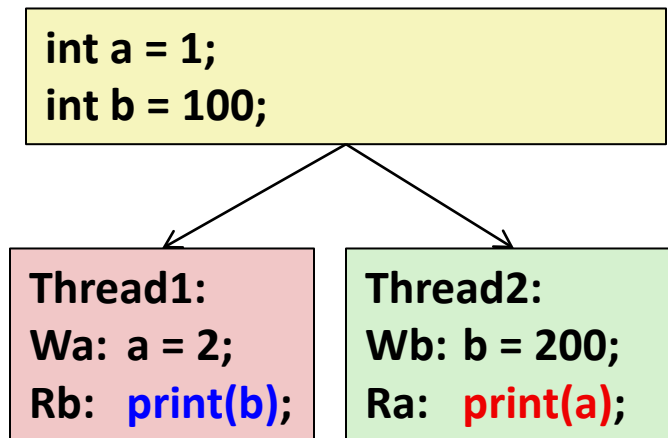 int a = 1;
int b = 100;
Thread1:
Wa: a = 2;
Rb: print(b);
Thread2:
Wb: b = 200;
Ra: print(a);